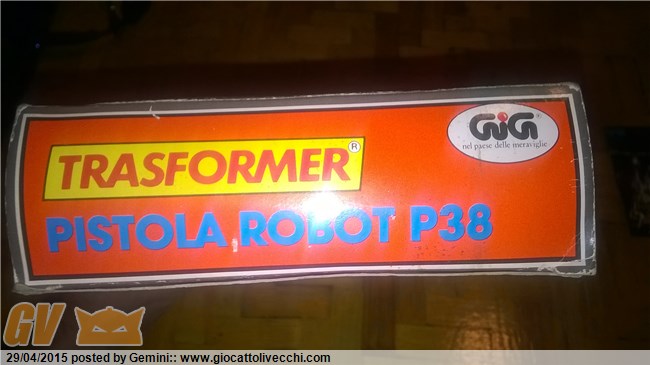 GiG®
nel paese delle meraviglie
TRASFORMER®
PISTOLA ROBOT P38
GV
29/04/2015 posted by Gemini:: www.giocattolivecchi.com